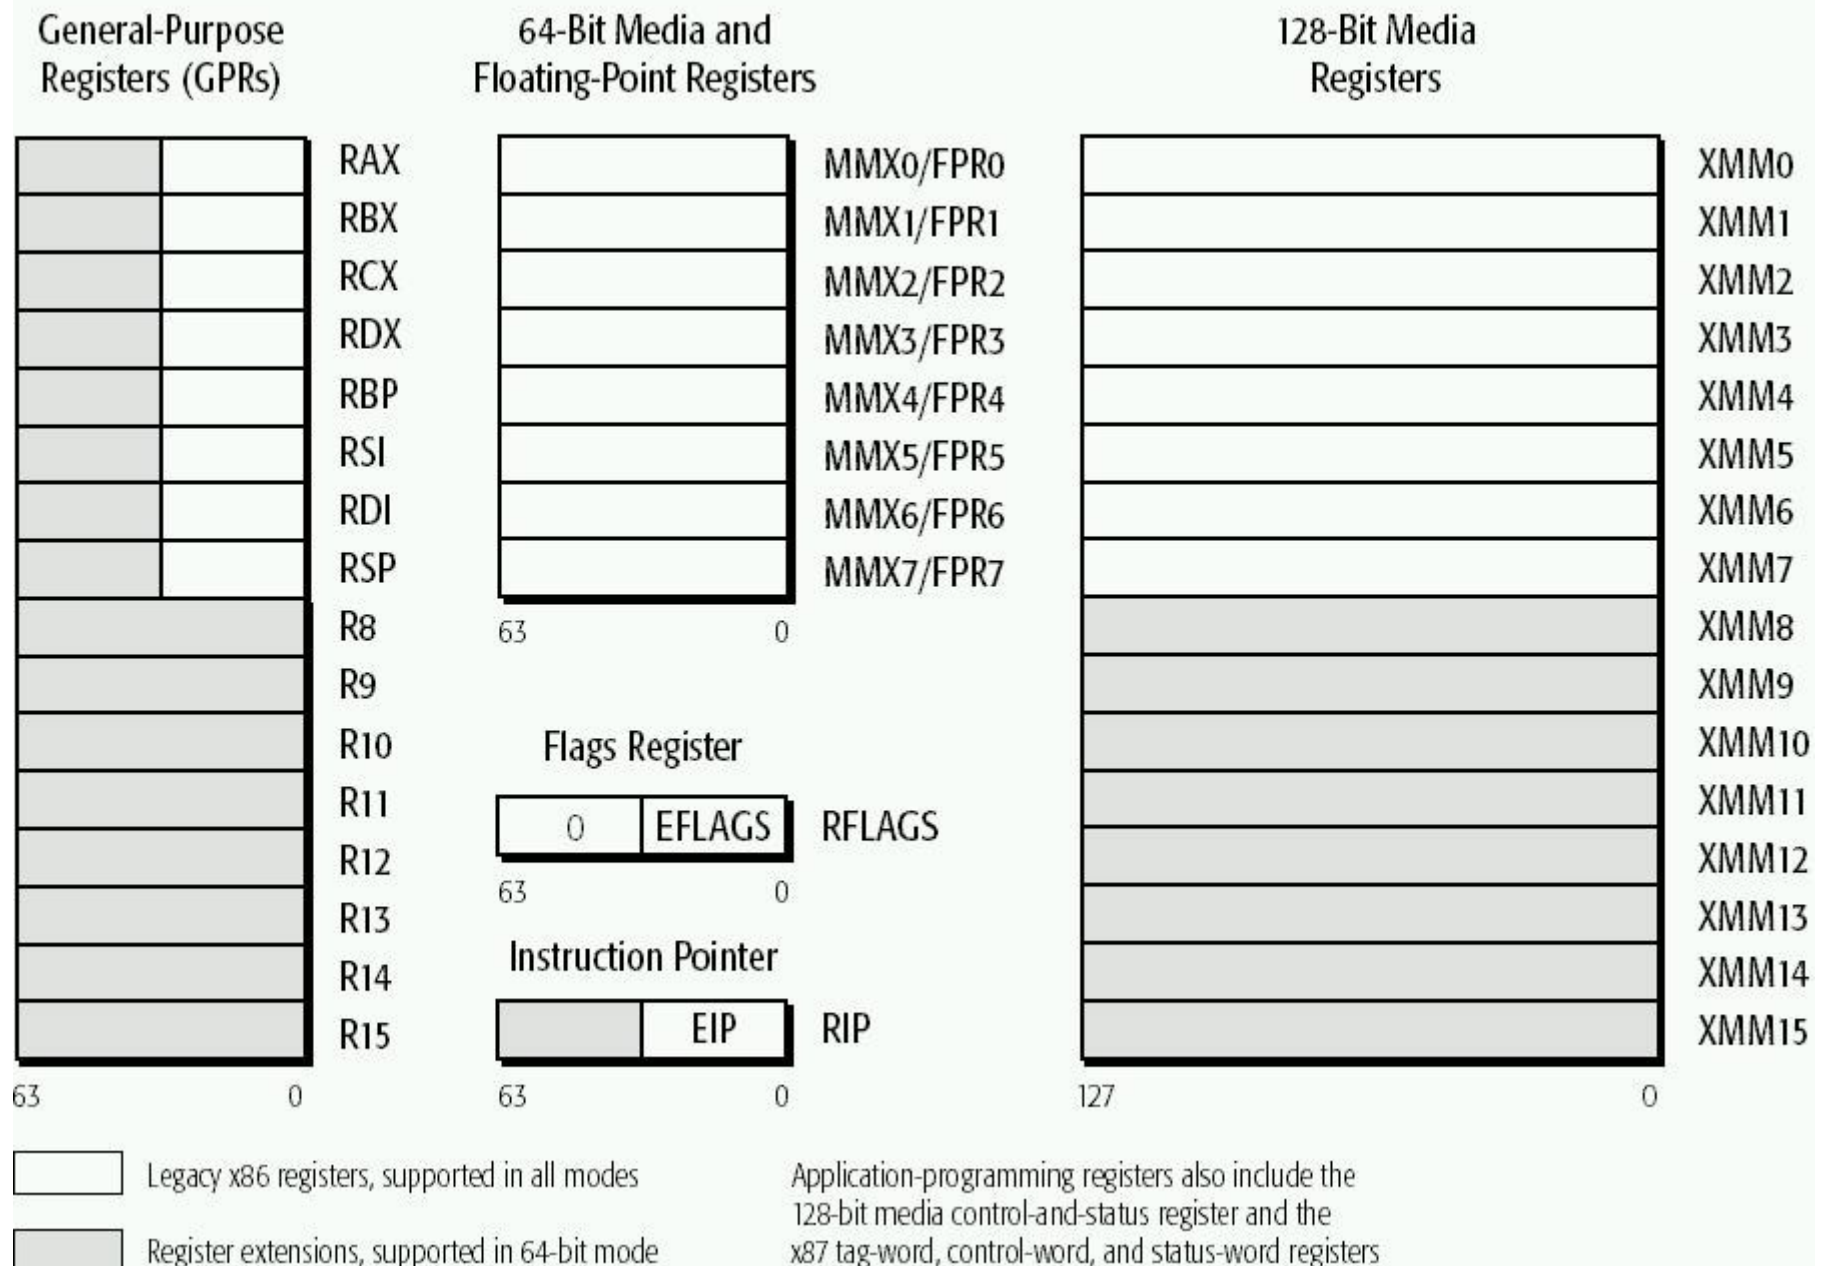 General-Purpose
Registers (GPRs)
RAX
RBX
RCX
RDX
RBP
RSI
RDI
RSP
R8
R9
R10
R11
R12
R13
R14
R15
63 0
64-Bit Media and
Floating-Point Registers
MMX0/FPR0
MMX1/FPR1
MMX2/FPR2
MMX3/FPR3
MMX4/FPR4
MMX5/FPR5
MMX6/FPR6
MMX7/FPR7
63 0
Flags Register
0 EFLAGS RFLAGS
63 0
Instruction Pointer
EIP RIP
63 0
128-Bit Media
Registers
XMM0
XMM1
XMM2
XMM3
XMM4
XMM5
XMM6
XMM7
XMM8
XMM9
XMM10
XMM11
XMM12
XMM13
XMM14
XMM15
127 0
Legacy x86 registers, supported in all modes
Register extensions, supported in 64-bit mode
Application-programming registers also include the
128-bit media control-and-status register and the
x87 tag-word, control-word, and status-word registers